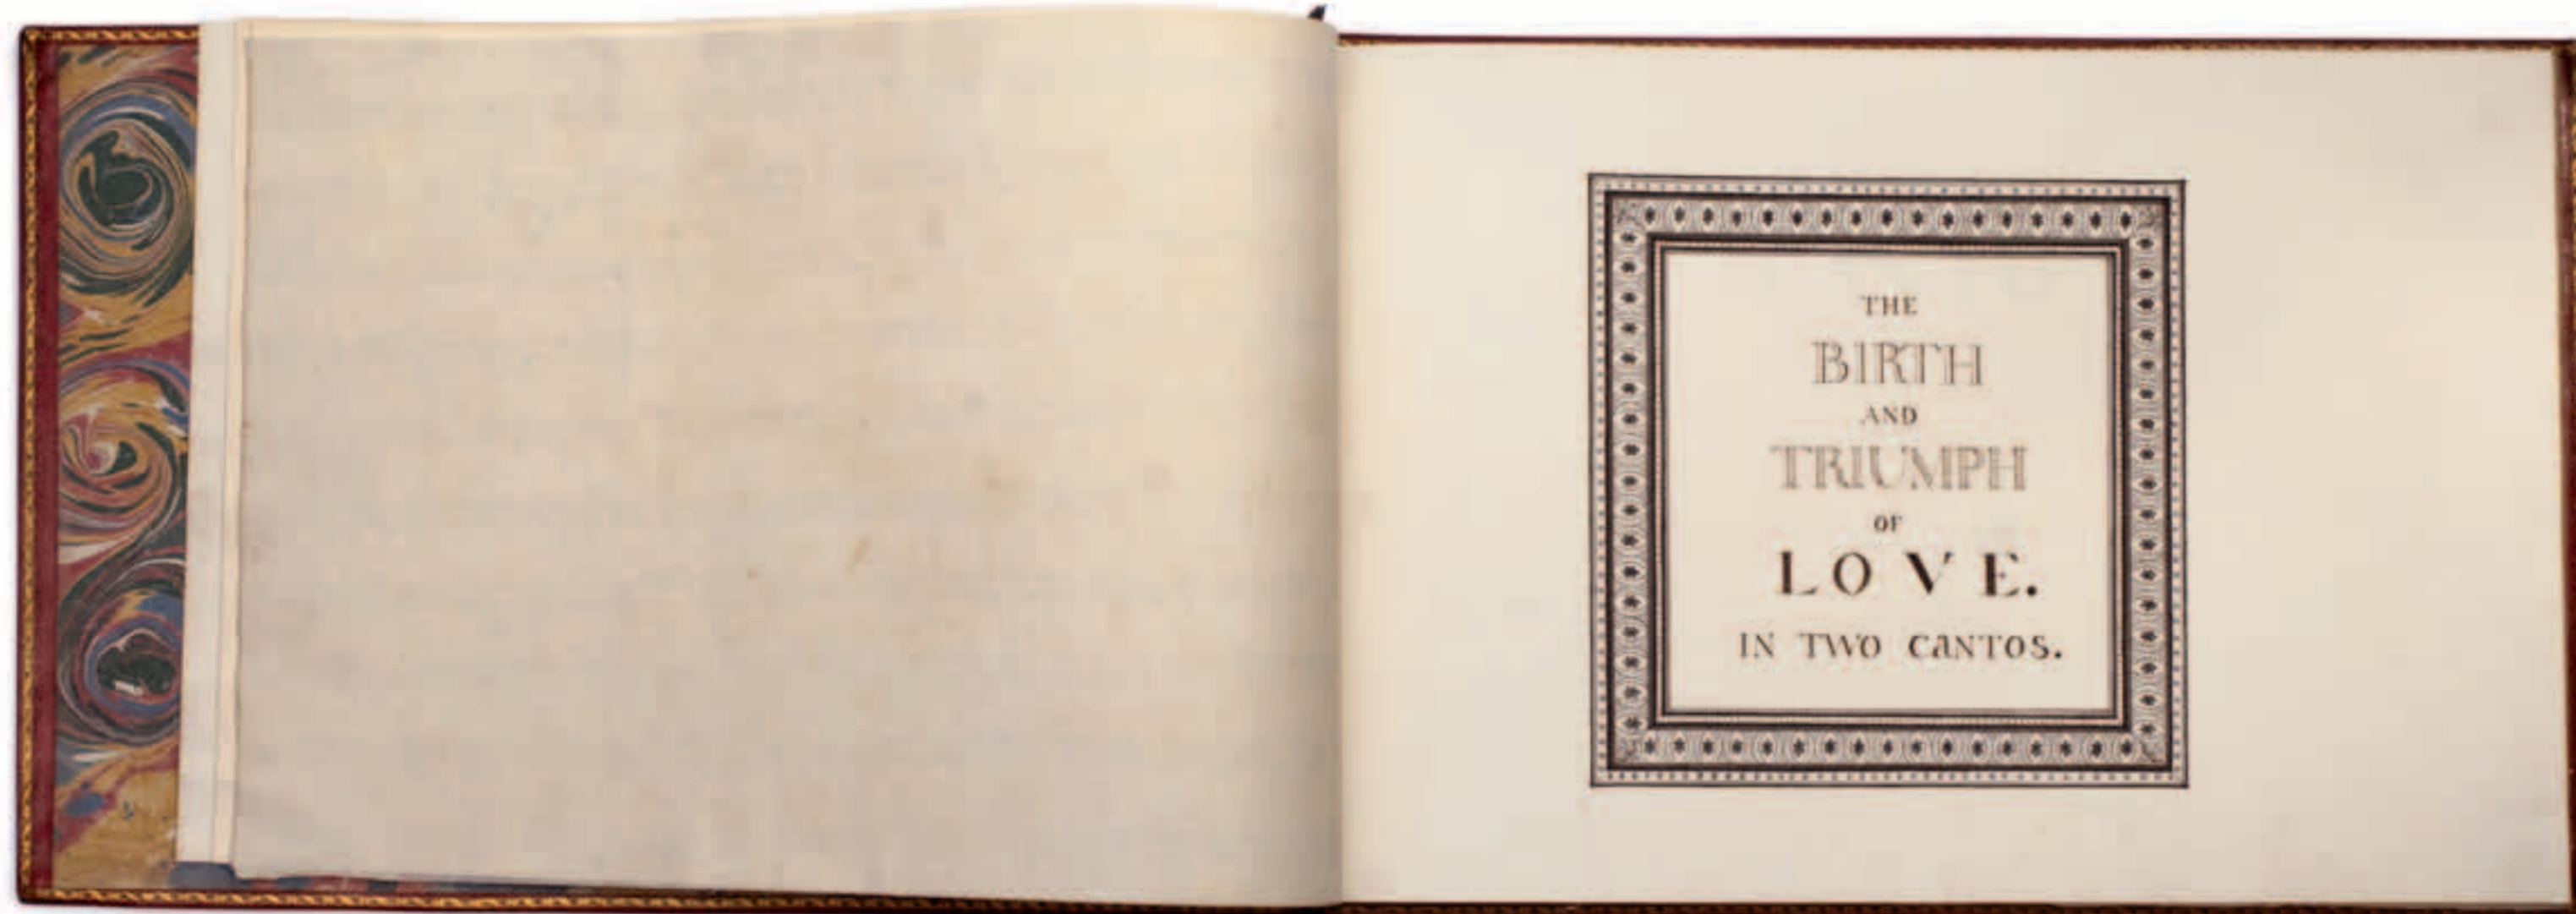 THE
BIRTH
AND
TRIUMPH
OF
LOVE.
IN TWO CANTOS.